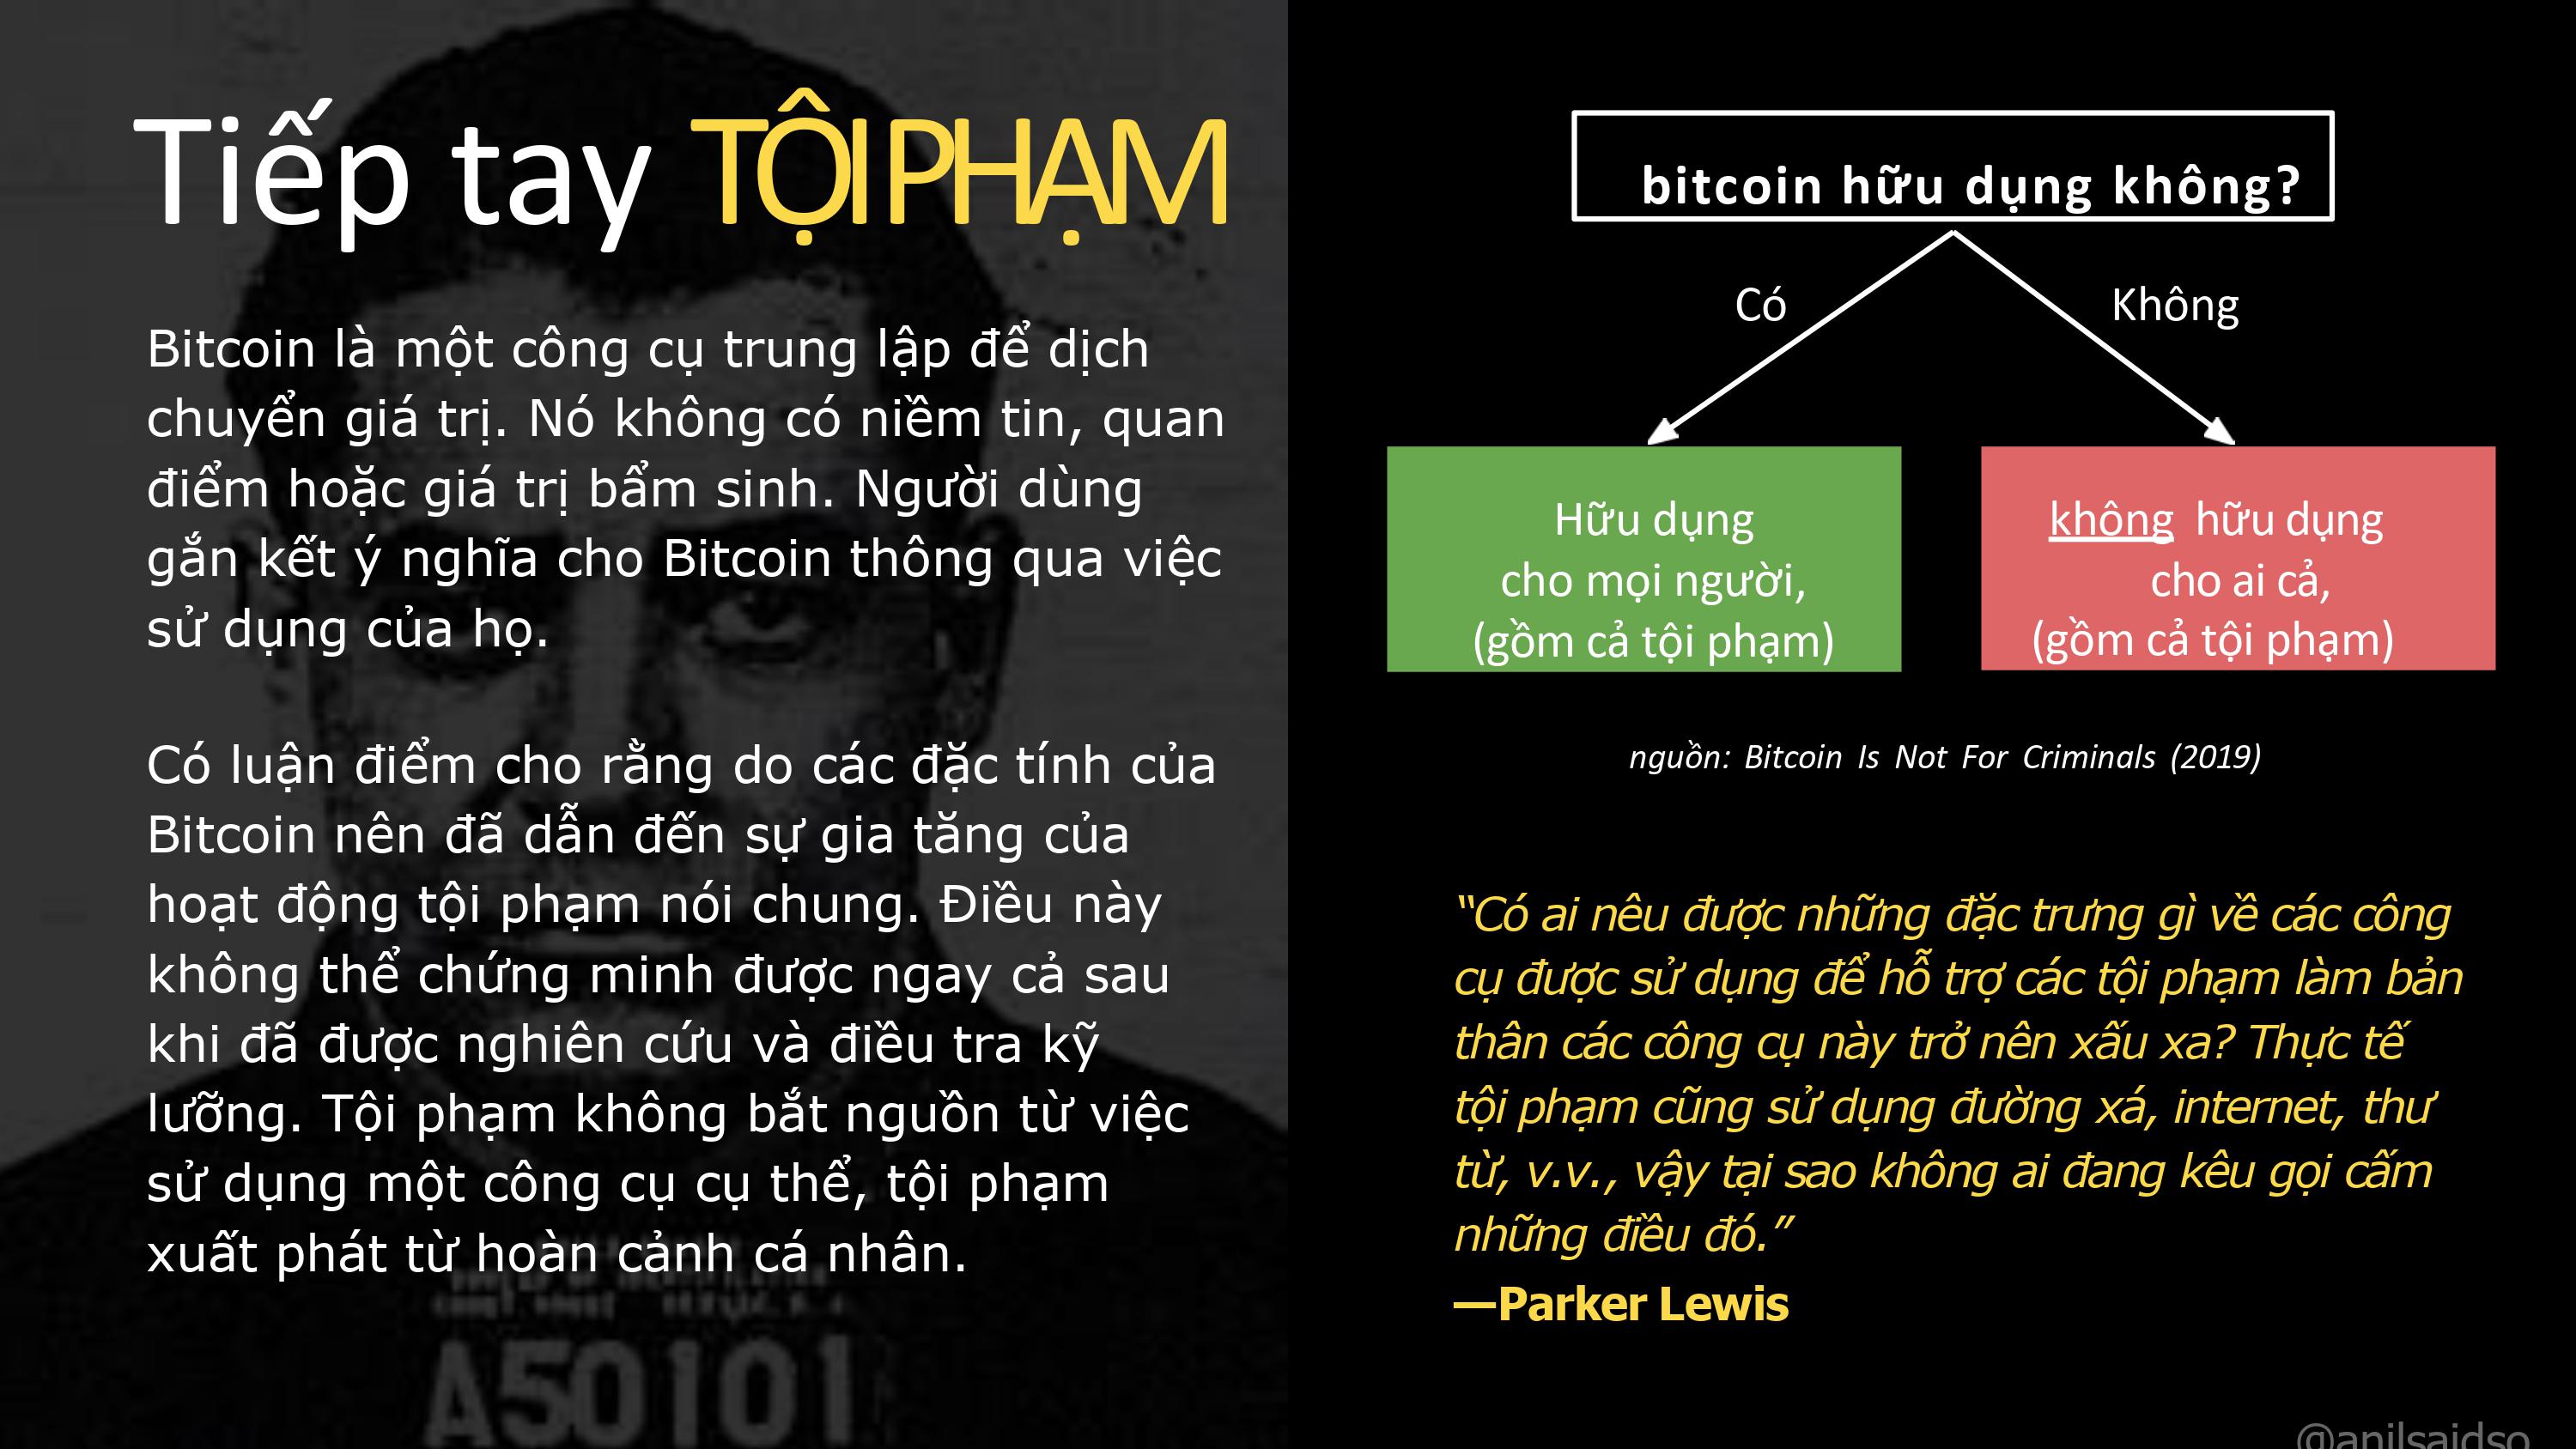 Tiếp tay TỘI PHẠM
Bitcoin là một công cụ trung lập để dịch
chuyển giá trị. Nó không có niềm tin, quan
điểm hoặc giá trị bẩm sinh. Người dùng
gắn kết ý nghĩa cho Bitcoin thông qua việc
sử dụng của họ.
Có luận điểm cho rằng do các đặc tính của
Bitcoin nên đã dẫn đến sự gia tăng của
hoạt động tội phạm nói chung. Điều này
không thể chứng minh được ngay cả sau
khi đã được nghiên cứu và điều tra kỹ
lưỡng. Tội phạm không bắt nguồn từ việc
sử dụng một công cụ cụ thể, tội phạm
xuất phát từ hoàn cảnh cá nhân.
A50101
bitcoin hữu dụng không?
Có
Không
Hữu dụng
cho mọi người,
(gồm cả tội phạm)
không hữu dụng
cho ai cả,
(gồm cả tội phạm)
nguồn: Bitcoin Is Not For Criminals (2019)
“Có ai nêu được những đặc trưng gì về các công
cụ được sử dụng để hỗ trợ các tội phạm làm bản
thân các công cụ này trở nên xấu xa? Thực tế
tội phạm cũng sử dụng đường xá, internet, thư
từ, v.v., vậy tại sao không ai đang kêu gọi cấm
những điều đó.”
—Parker Lewis
@anilsaidso